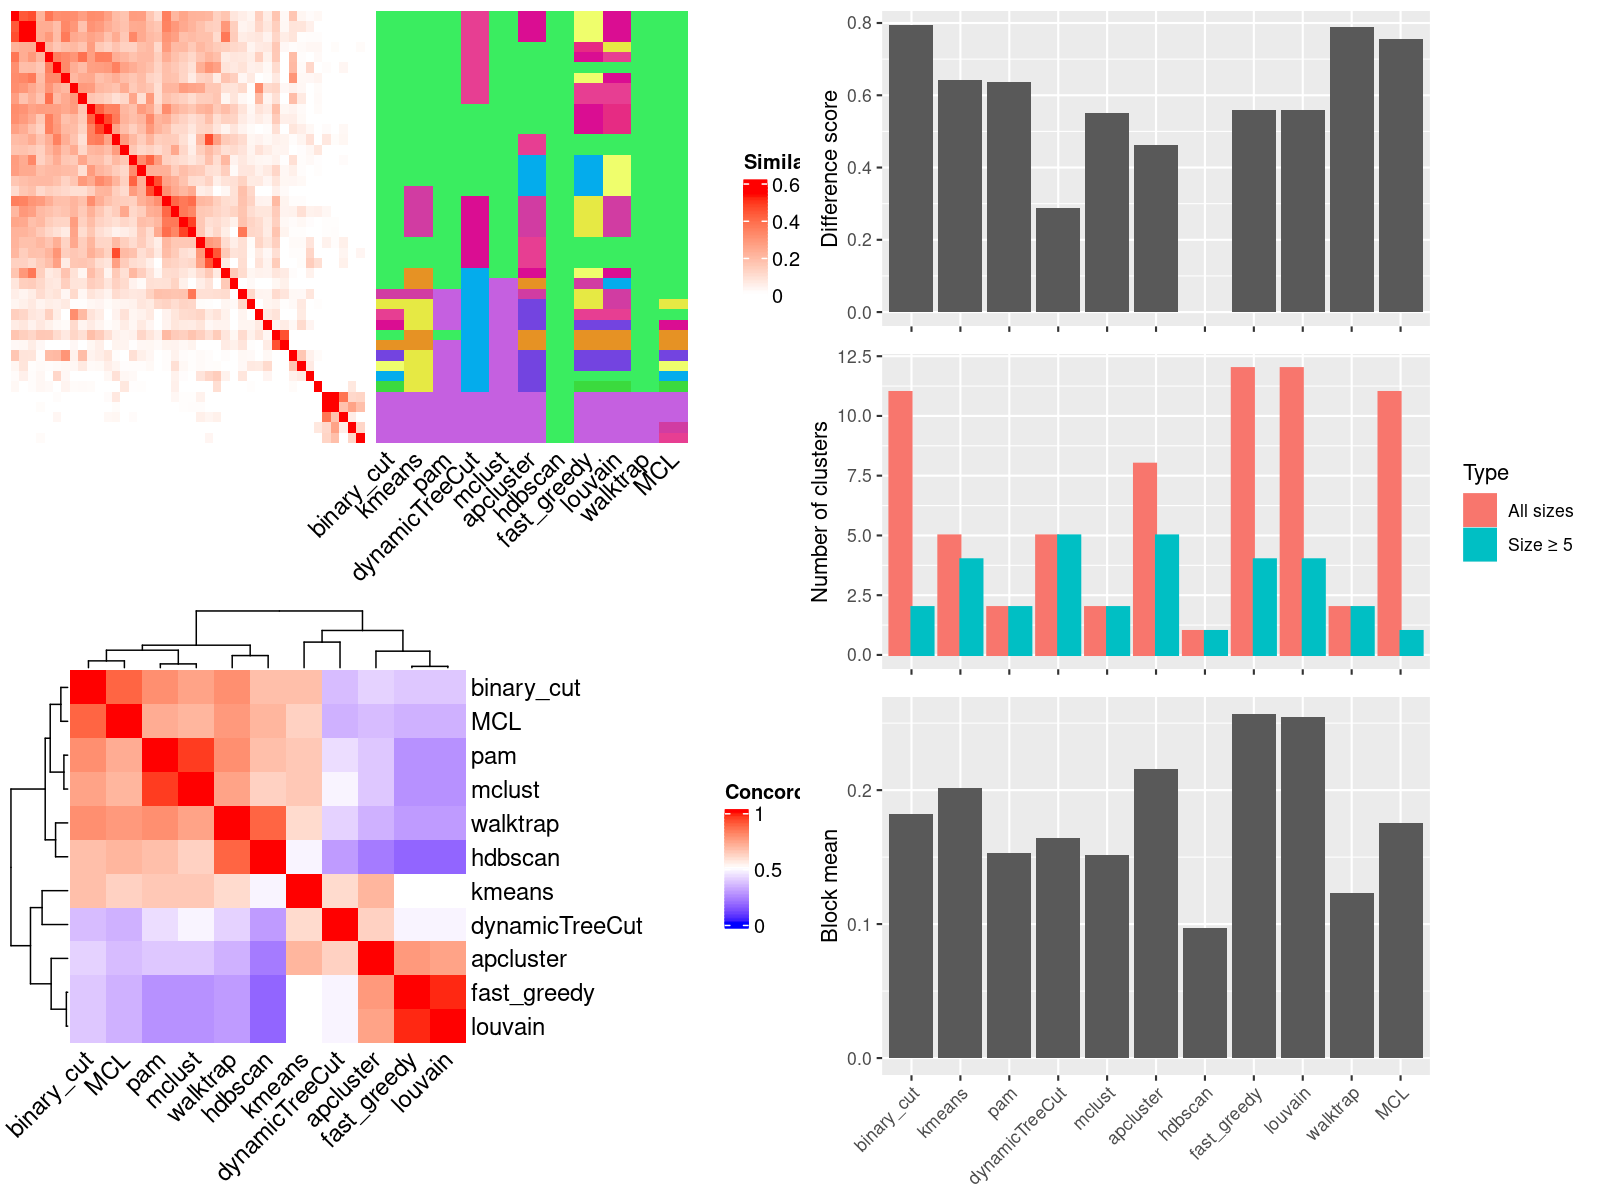 Simila
0.6
0.4
0.2
0
binary_cut
kmeans
pam
dynamicTreeCut
mclust
apcluster
hdbscan
fast_greedy
louvain
walktrap
MCL
binary_cut
MCL
pam
mclust
walktrap
hdbscan
kmeans
dynamicTreeCut
apcluster
fast_greedy
louvain
Concord
1
0.5
0
binary_cut
MCL
pam
mclust
walktrap
hdbscan
kmeans
dynamicTreeCut
apcluster
fast_greedy
louvain
Difference score
0.8
0.6
0.4
0.2
0.0
Number of clusters
12.5
10.0
7.5
5.0
2.5
0.0
Type
All sizes
Size ≥ 5
Block mean
0.2
0.1
0.0
binary_cut
kmeans
pam
dynamicTreeCut
mclust
apcluster
hdbscan
fast_greedy
louvain
walktrap
MCL